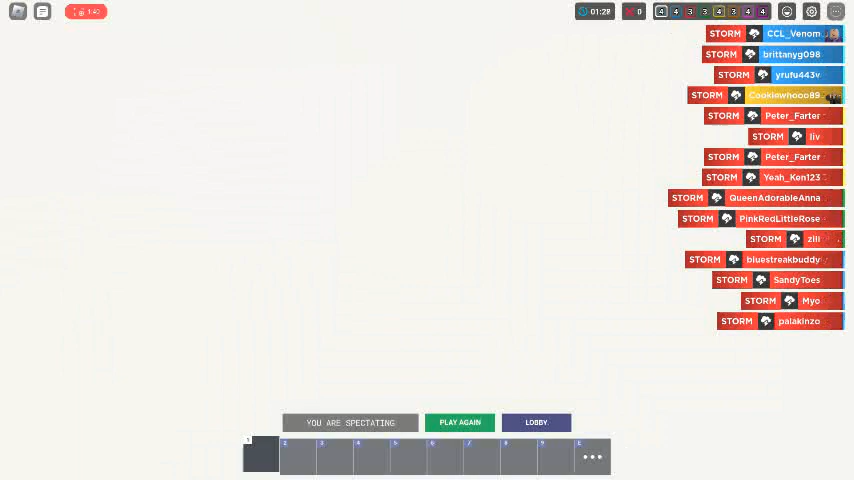 1:42
01:29
0
4 4 3 3 4 3 4 4
STORM CCL_Venom
STORM brittanyg098
STORM yrufu443v
STORM Cookiewhooo89
STORM Peter_Farter
STORM liv
STORM Peter_Farter
STORM Yeah_Ken123
STORM QueenAdorableAnna
STORM PinkRedLittleRose
STORM zili
STORM bluestreakbuddy
STORM SandyToes
STORM Myo
STORM palakinzo
YOU ARE SPECTATING
PLAY AGAIN
LOBBY
1 2 3 4 5 6 7 8 9 E